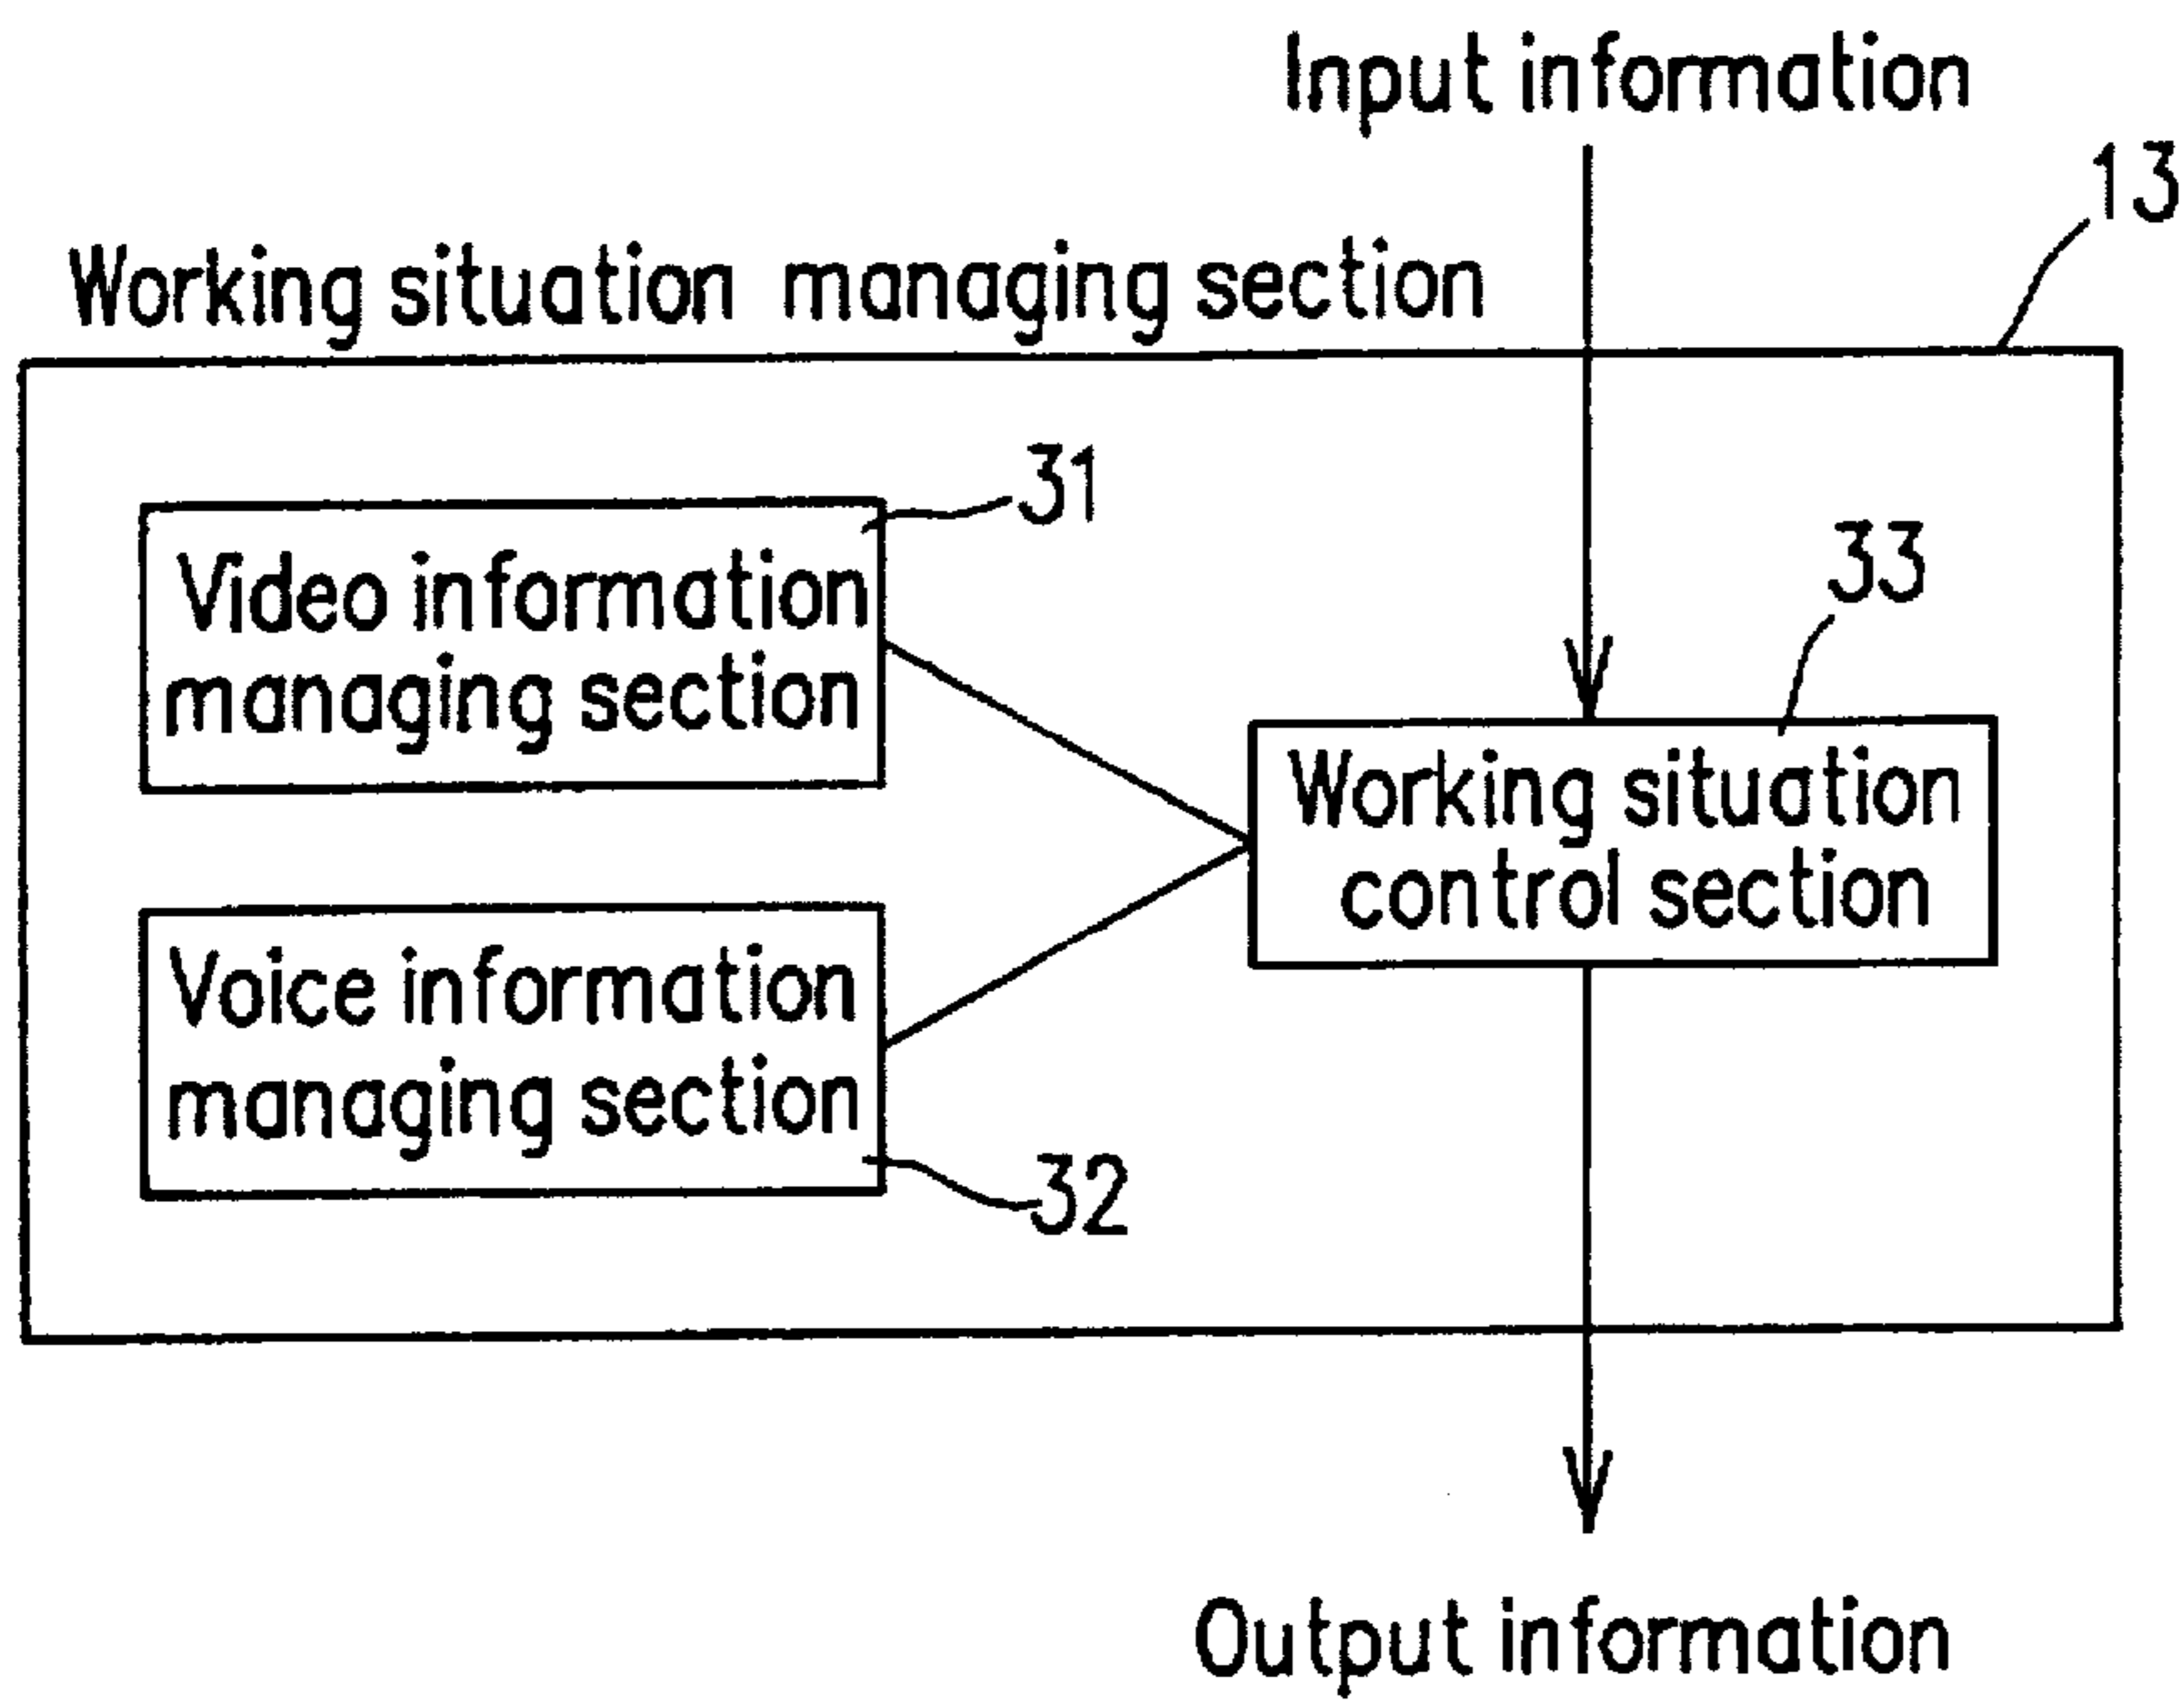 Input information
13
Working situation managing section
31
Video information
managing section
33
Working situation
control section
Voice information
managing section
32
Output information